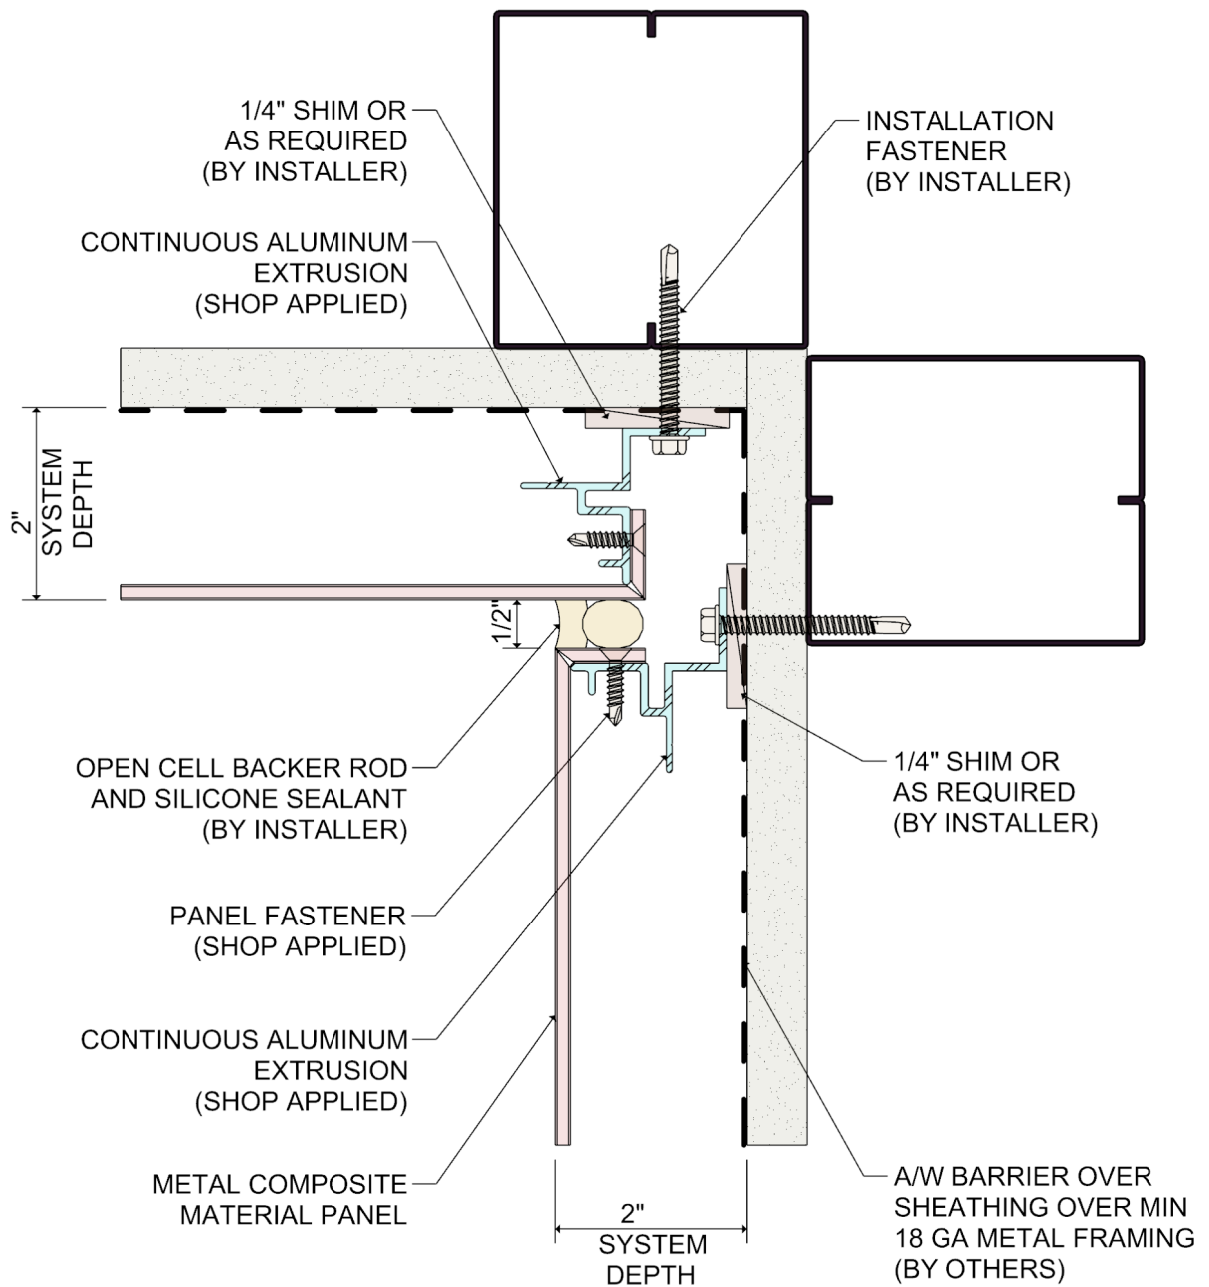 1/4" SHIM OR
AS REQUIRED
(BY INSTALLER)
INSTALLATION
FASTENER
(BY INSTALLER)
CONTINUOUS ALUMINUM
EXTRUSION
(SHOP APPLIED)
2"
SYSTEM
DEPTH
1/2"
OPEN CELL BACKER ROD
AND SILICONE SEALANT
(BY INSTALLER)
1/4" SHIM OR
AS REQUIRED
(BY INSTALLER)
PANEL FASTENER
(SHOP APPLIED)
CONTINUOUS ALUMINUM
EXTRUSION
(SHOP APPLIED)
METAL COMPOSITE
MATERIAL PANEL
A/W BARRIER OVER
SHEATHING OVER MIN
18 GA METAL FRAMING
(BY OTHERS)
2"
SYSTEM
DEPTH